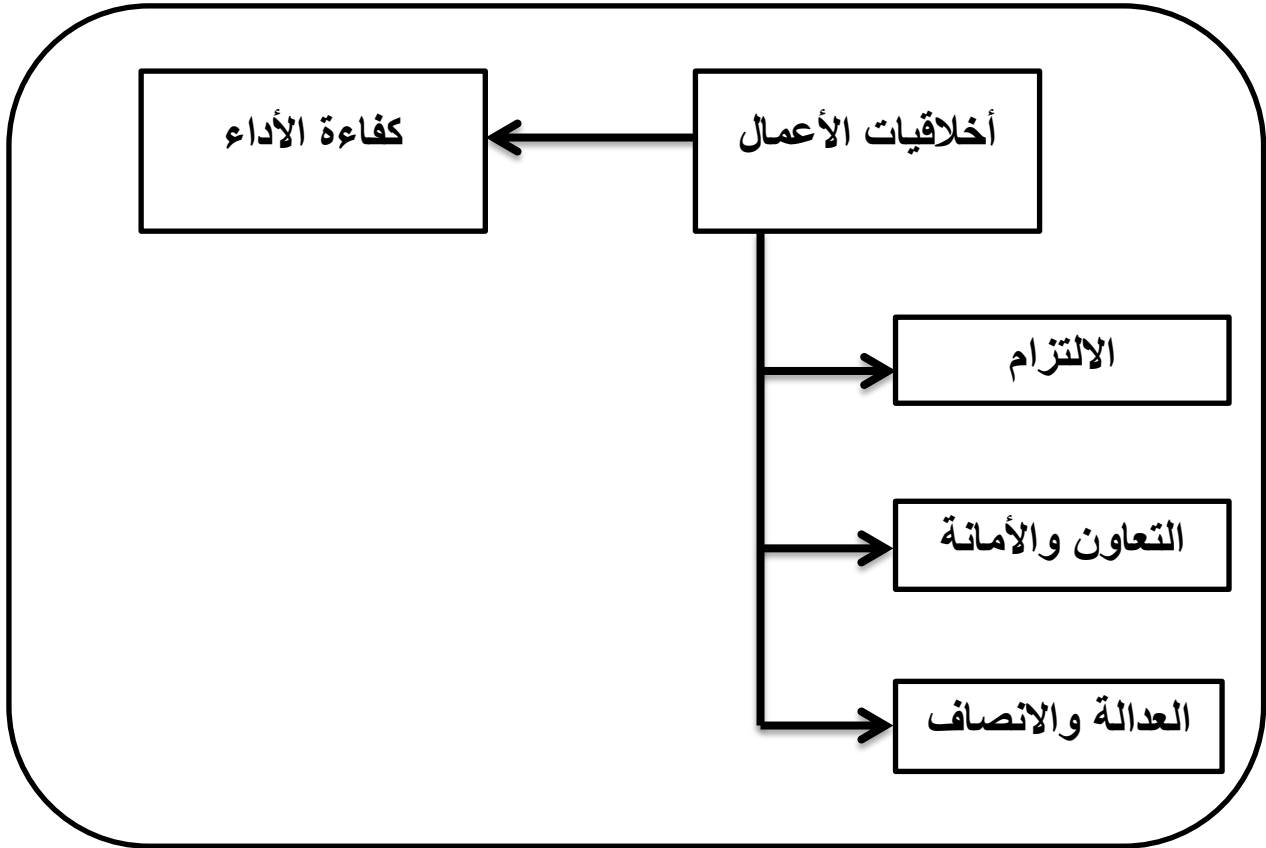 أخلاقيات الأعمال
كفاءة الأداء
الالتزام
التعاون والأمانة
العدالة والانصاف